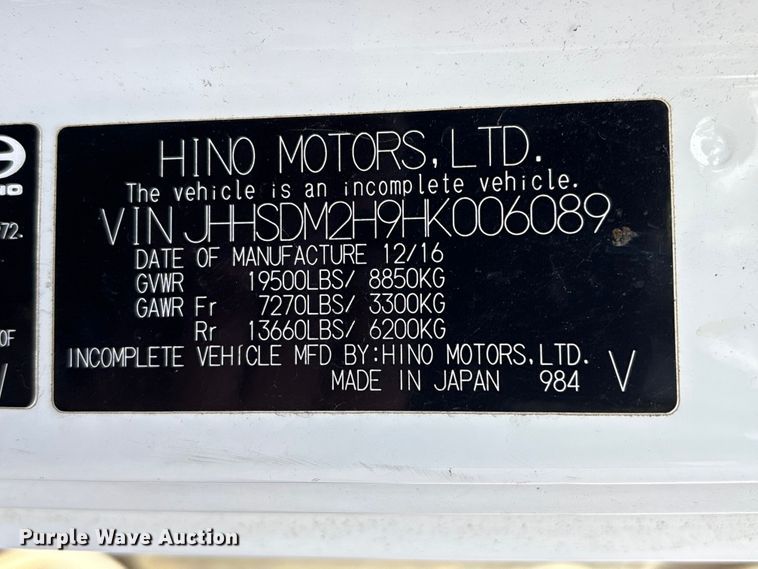 HINO MOTORS, LTD.
The vehicle is an incomplete vehicle.
VIN JHHSDM2H9HK006089
DATE OF MANUFACTURE 12/16
GVWR 19500LBS/ 8850KG
GAWR Fr 7270LBS/ 3300KG
Rr 13660LBS/ 6200KG
INCOMPLETE VEHICLE MFD BY:HINO MOTORS, LTD.
MADE IN JAPAN 984 V
972.
OF
Purple Wave Auction